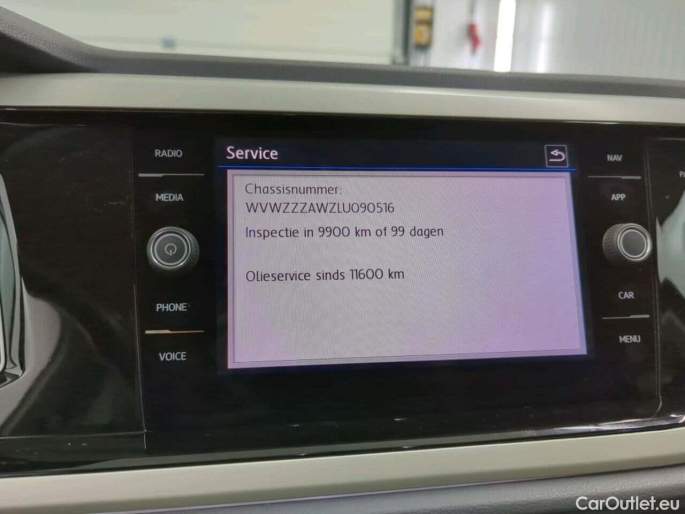 RADIO
MEDIA
PHONE
VOICE
Service
Chassisnummer:
WVWZZZAWZLU090516
Inspectie in 9900 km of 99 dagen
Olieservice sinds 11600 km
NAV
APP
CAR
MENU
CarOutlet.eu